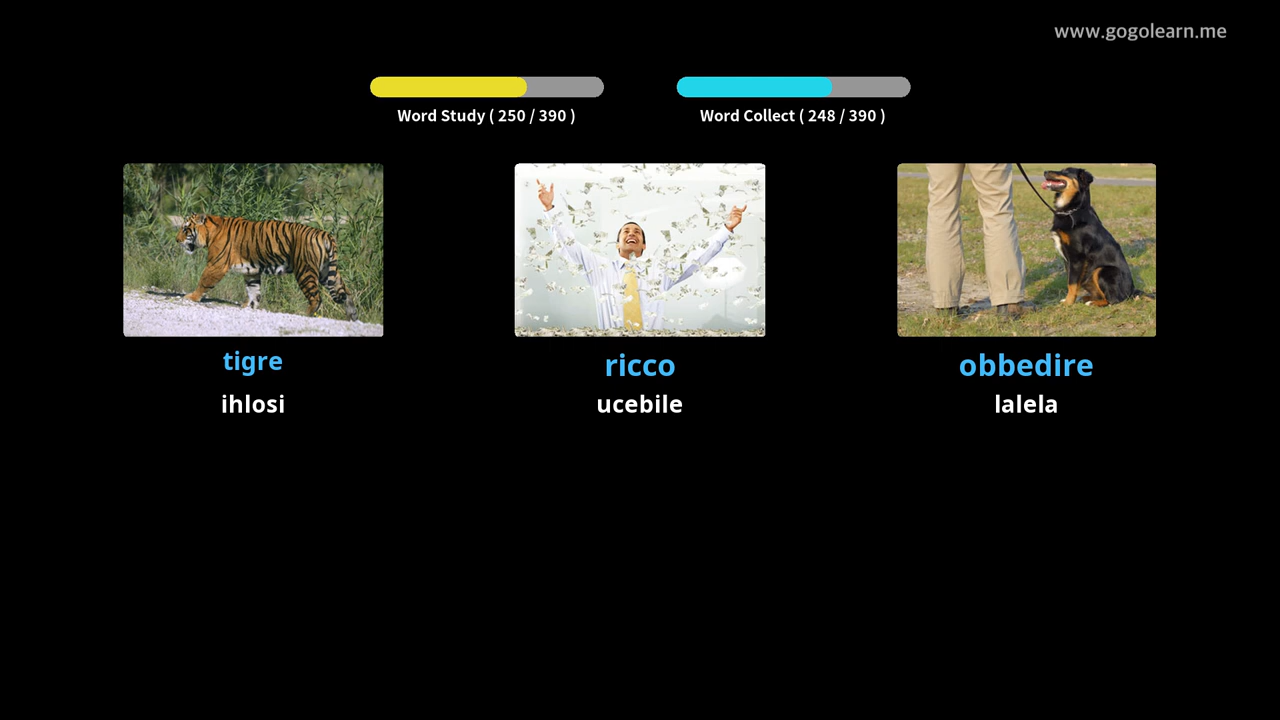 www.gogolearn.me
Word Study ( 250 / 390 )
Word Collect ( 248 / 390 )
tigre
ihlosi
ricco
ucebile
obbedire
lalela